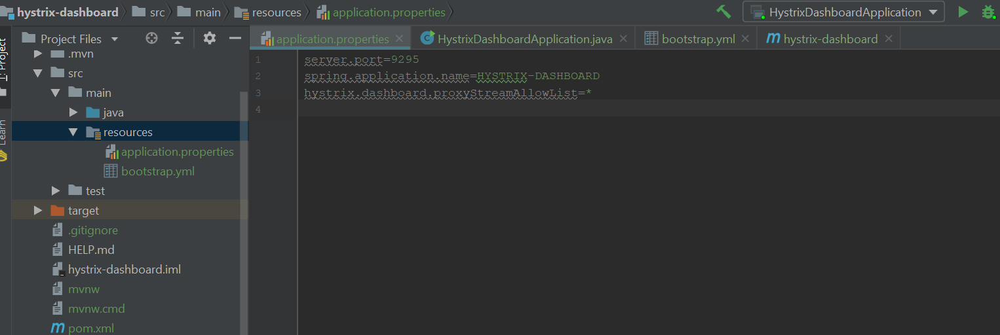 hystrix-dashboard src main resources application.properties HystrixDashboardApplication
Project Files
application.properties HystrixDashboardApplication.java bootstrap.yml hystrix-dashboard
1: Project
Learn
.mvn
src
main
java
resources
application.properties
bootstrap.yml
test
target
.gitignore
HELP.md
hystrix-dashboard.iml
mvnw
mvnw.cmd
pom.xml
1 server.port=9295
2 spring.application.name=HYSTRIX-DASHBOARD
3 hystrix.dashboard.proxyStreamAllowList=*
4